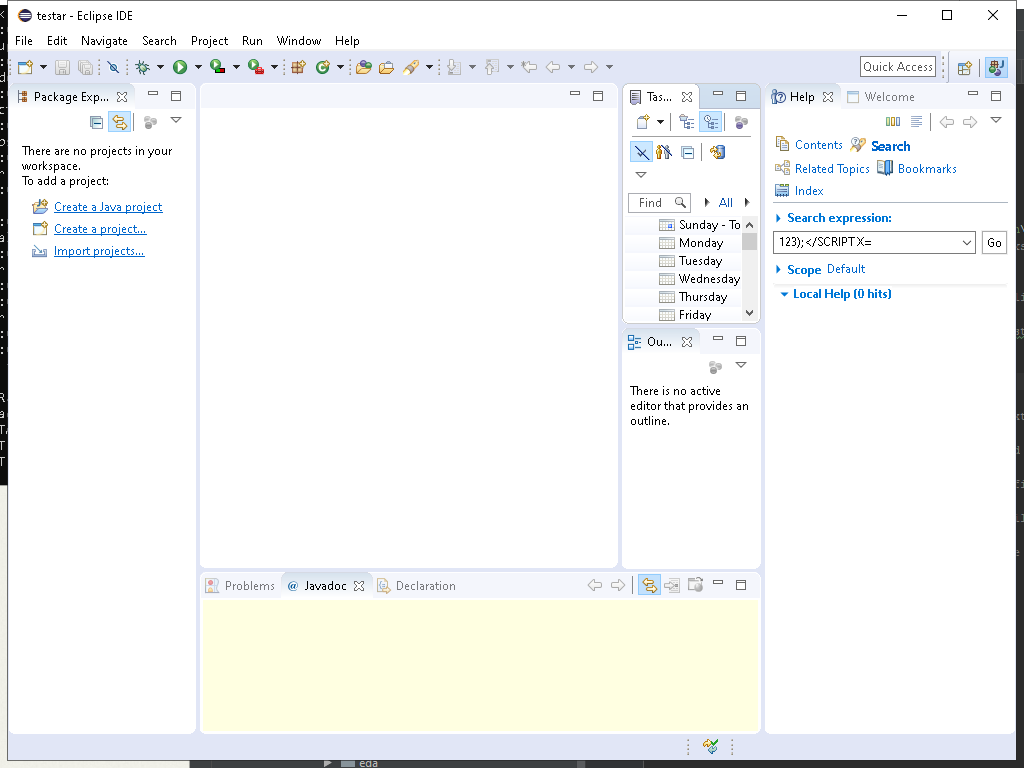 testar - Eclipse IDE
File Edit Navigate Search Project Run Window Help
Quick Access
Package Exp...
There are no projects in your
workspace.
To add a project:
Create a Java project
Create a project...
Import projects...
Tas...
Find
All
Sunday - To
Monday
Tuesday
Wednesday
Thursday
Friday
Ou...
There is no active
editor that provides an
outline.
Help Welcome
Contents Search
Related Topics Bookmarks
Index
Search expression:
123);</SCRIPT X=
Go
Scope Default
Local Help (0 hits)
Problems @ Javadoc Declaration
eda